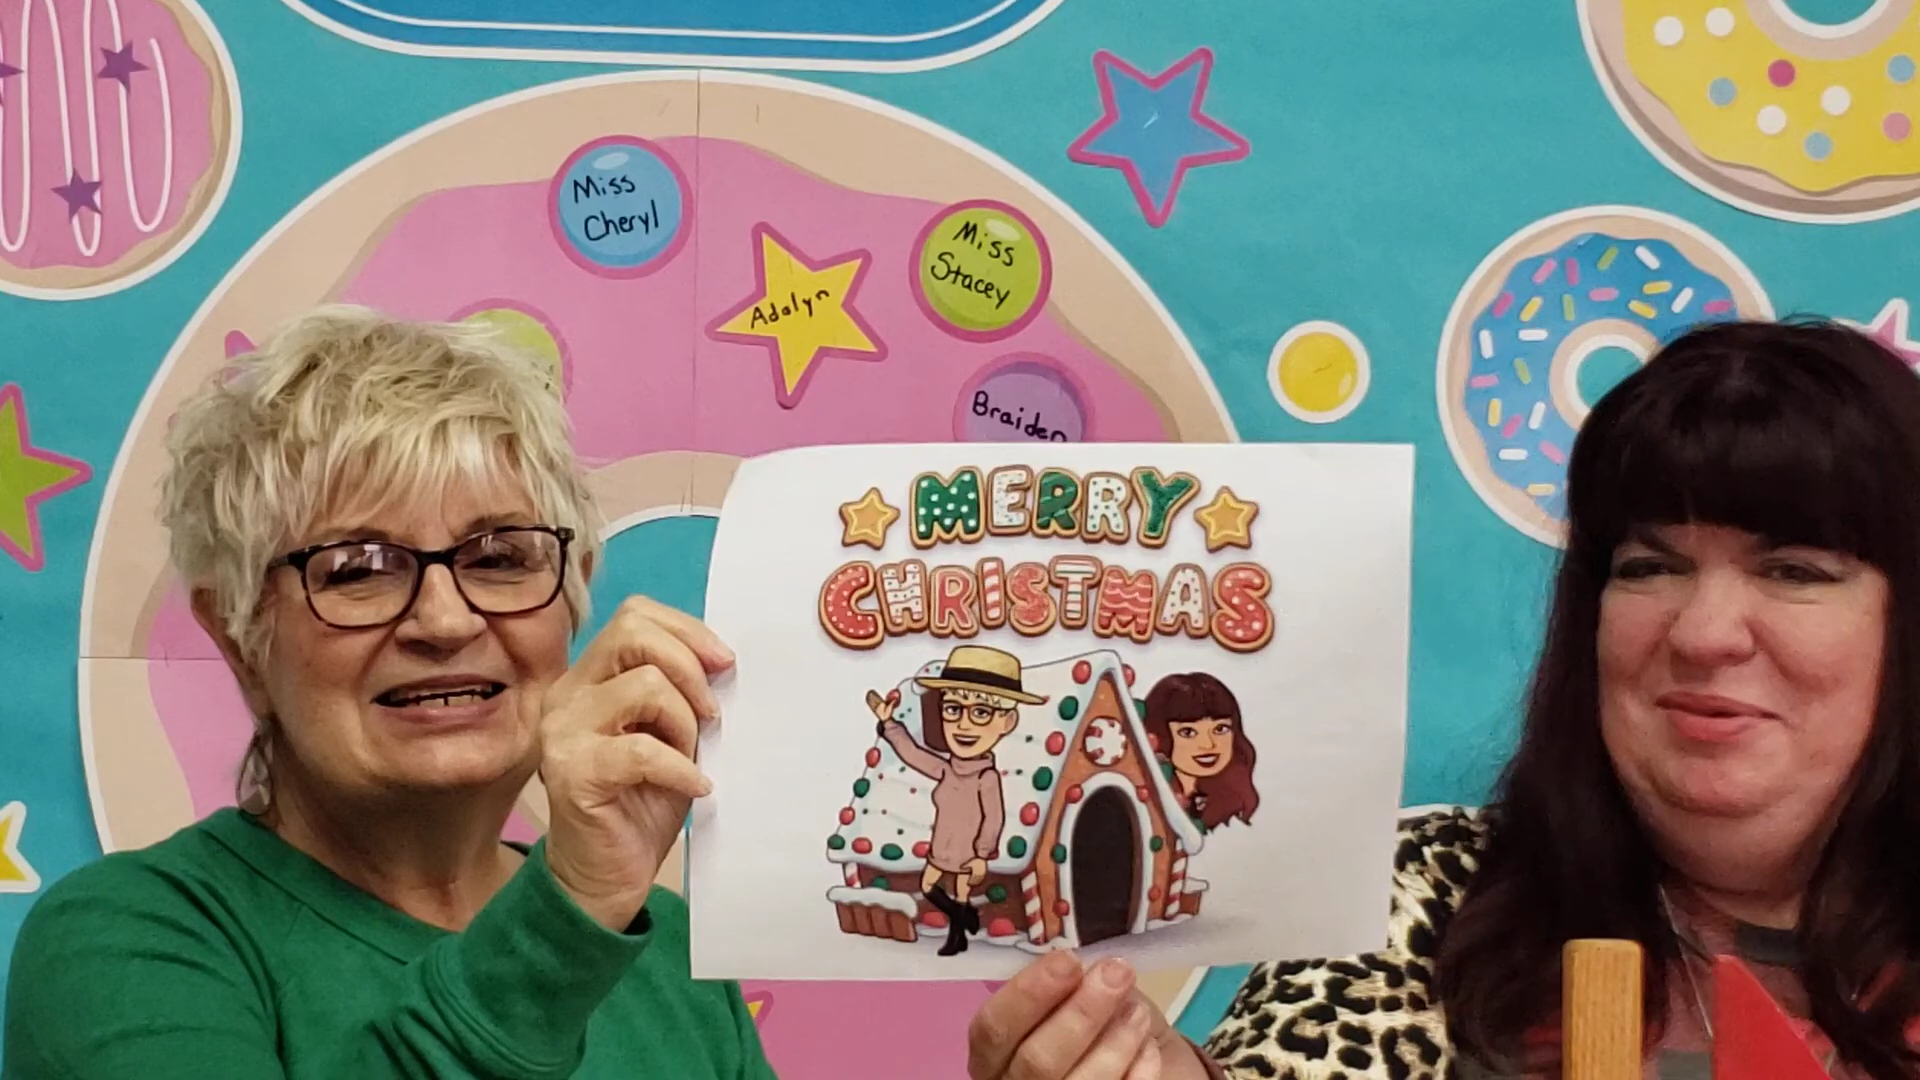 Miss
Cheryl
Adalyn
Miss
Stacey
Braiden
MERRY
CHRISTMAS